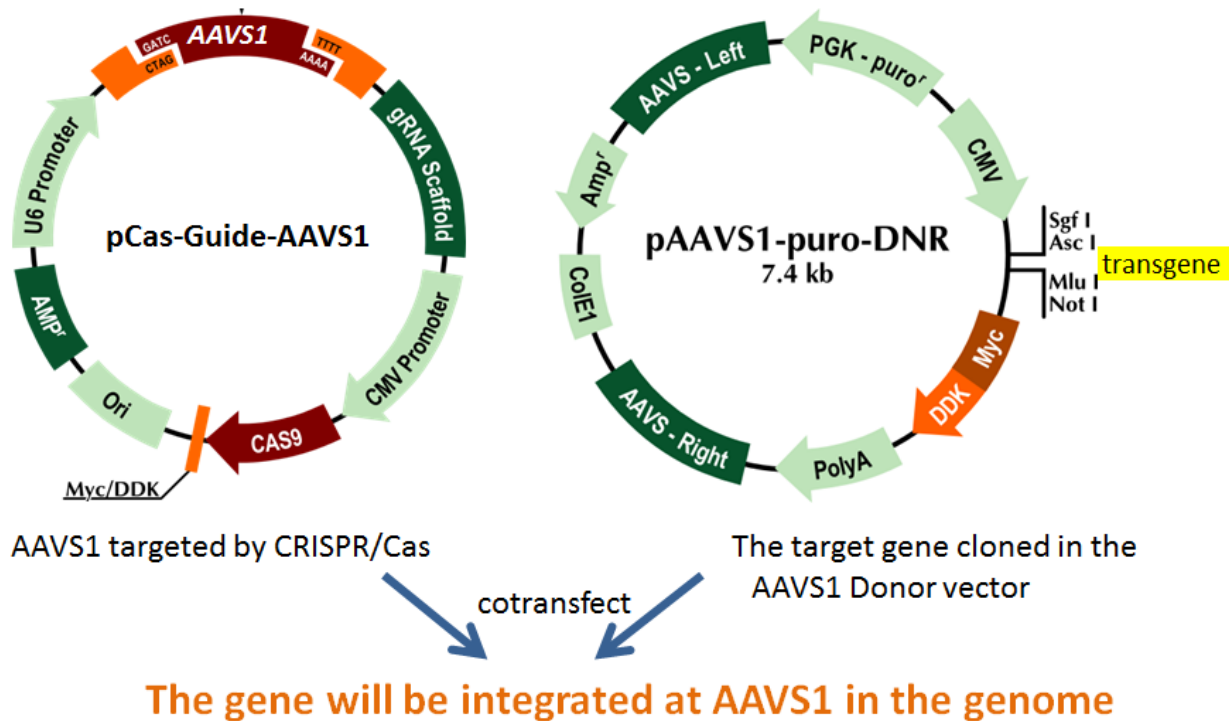 GATC
AAVS1
TTTT
CTAG
AAAA
U6 Promoter
gRNA Scaffold
pCas-Guide-AAVS1
AMPr
CMV Promoter
Ori
CAS9
Myc/DDK
AAVS - Left
PGK - puror
CMV
Ampr
Sgf I
Asc I
transgene
pAAVS1-puro-DNR
7.4 kb
Mlu I
Not I
ColE1
Myc
DDK
AAVS - Right
PolyA
AAVS1 targeted by CRISPR/Cas
The target gene cloned in the
AAVS1 Donor vector
cotransfect
The gene will be integrated at AAVS1 in the genome